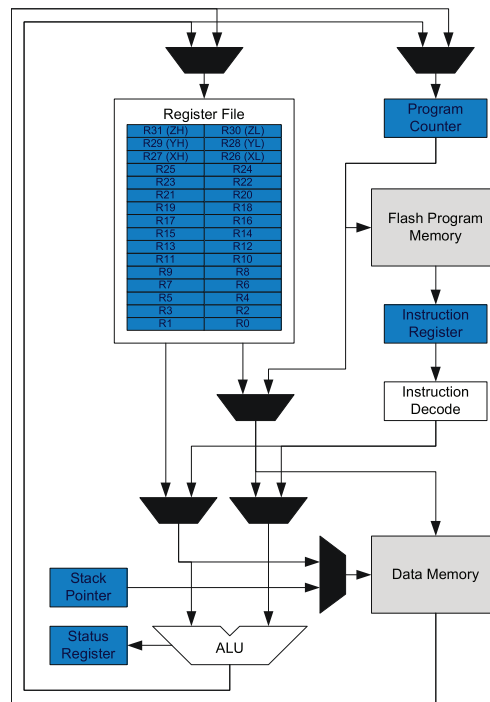 Register File
R31 (ZH) R30 (ZL)
R29 (YH) R28 (YL)
R27 (XH) R26 (XL)
R25 R24
R23 R22
R21 R20
R19 R18
R17 R16
R15 R14
R13 R12
R11 R10
R9 R8
R7 R6
R5 R4
R3 R2
R1 R0
Program
Counter
Flash Program
Memory
Instruction
Register
Instruction
Decode
Stack
Pointer
Data Memory
Status
Register
ALU